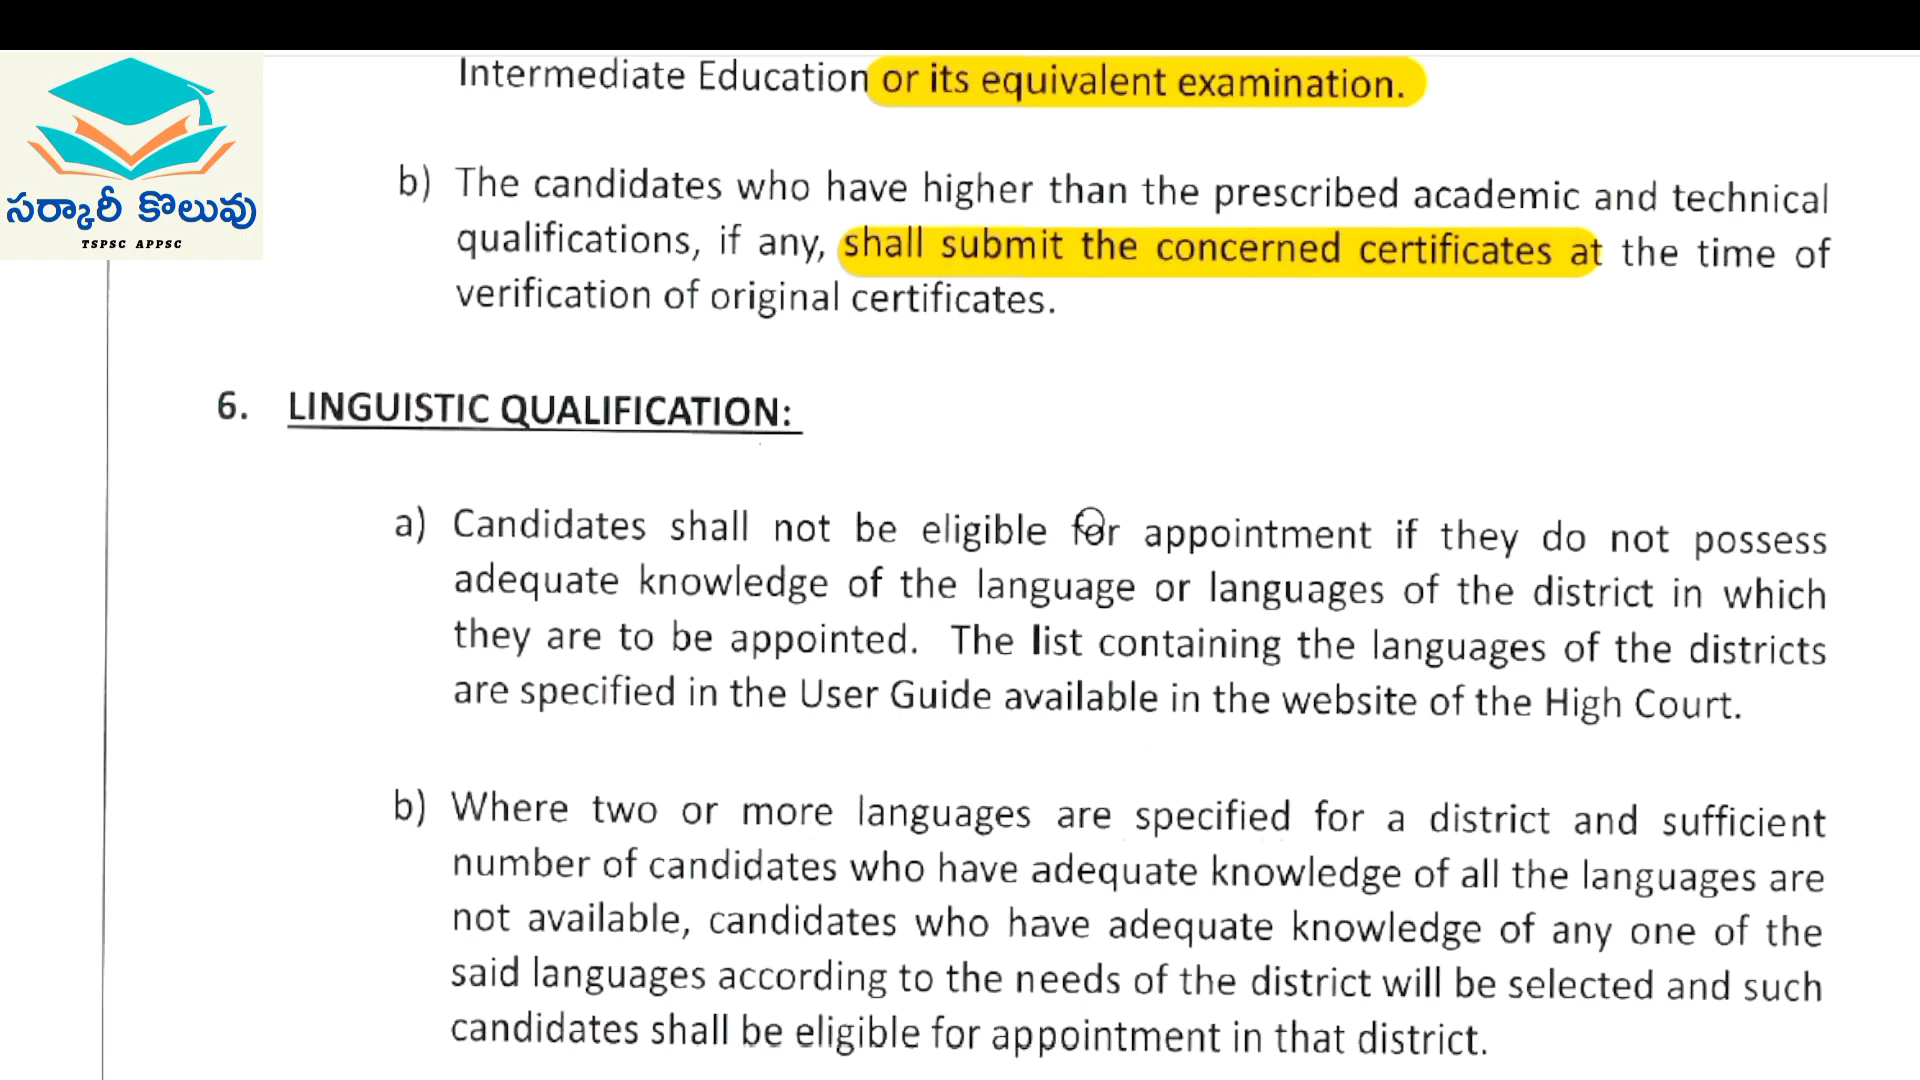 Intermediate Education or its equivalent examination.
సర్కారీ కొలువు
TSPSC APPSC
b) The candidates who have higher than the prescribed academic and technical
qualifications, if any, shall submit the concerned certificates at the time of
verification of original certificates.
6. LINGUISTIC QUALIFICATION:
a) Candidates shall not be eligible for appointment if they do not possess
adequate knowledge of the language or languages of the district in which
they are to be appointed. The list containing the languages of the districts
are specified in the User Guide available in the website of the High Court.
b) Where two or more languages are specified for a district and sufficient
number of candidates who have adequate knowledge of all the languages are
not available, candidates who have adequate knowledge of any one of the
said languages according to the needs of the district will be selected and such
candidates shall be eligible for appointment in that district.